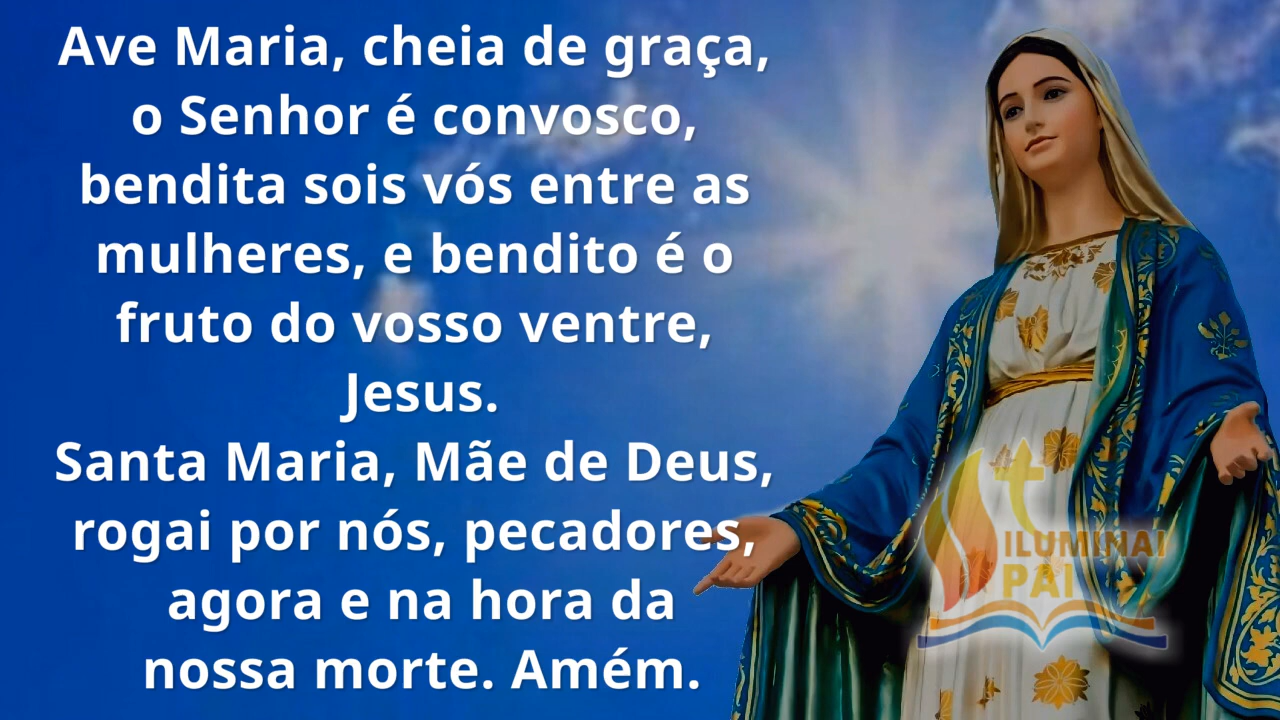 Ave Maria, cheia de graça,
o Senhor é convosco,
bendita sois vós entre as
mulheres, e bendito é o
fruto do vosso ventre,
Jesus.
Santa Maria, Mãe de Deus,
rogai por nós, pecadores,
agora e na hora da
nossa morte. Amém.
ILUMINAI
PAI